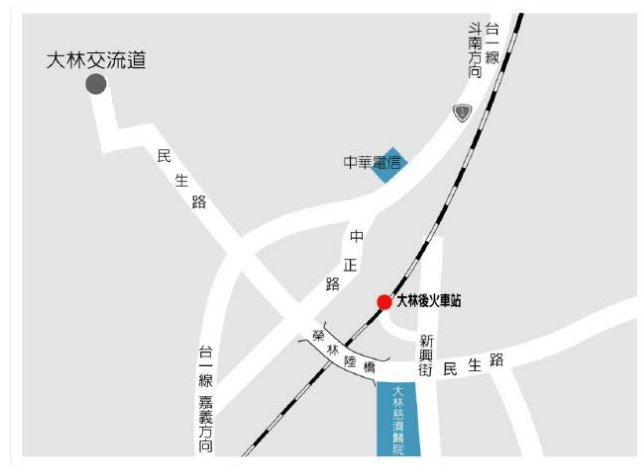 大林交流道
台一線
斗南方向
1
中華電信
民生路
中正路
大林後火車站
榮林陸橋
新興街
民生路
台一線 嘉義方向
大林慈濟醫院